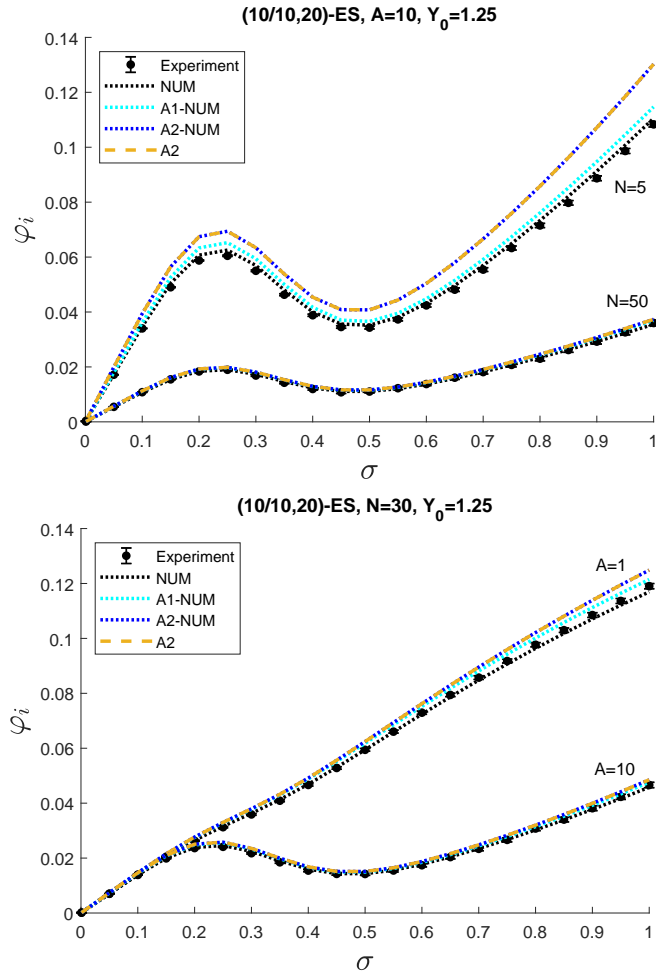 (10/10,20)-ES, A=10, Y_0=1.25
0.14
0.12
0.1
0.08
0.06
0.04
0.02
0
φ_i
Experiment
NUM
A1-NUM
A2-NUM
A2
N=5
N=50
0 0.1 0.2 0.3 0.4 0.5 0.6 0.7 0.8 0.9 1
σ
(10/10,20)-ES, N=30, Y_0=1.25
0.14
0.12
0.1
0.08
0.06
0.04
0.02
0
φ_i
Experiment
NUM
A1-NUM
A2-NUM
A2
A=1
A=10
0 0.1 0.2 0.3 0.4 0.5 0.6 0.7 0.8 0.9 1
σ